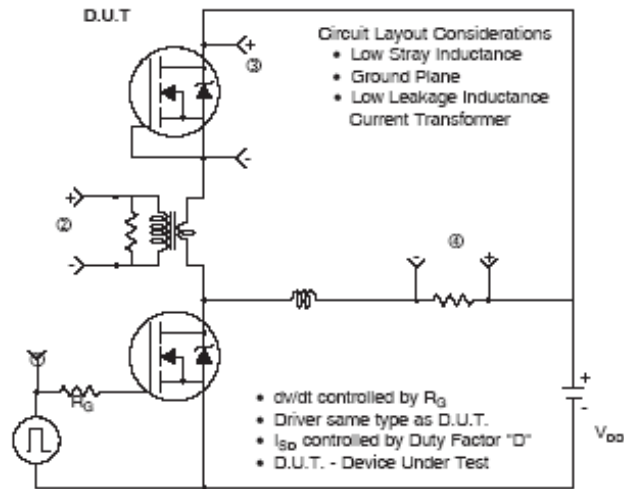 D.U.T
+
③
-
Circuit Layout Considerations
• Low Stray Inductance
• Ground Plane
• Low Leakage Inductance
Current Transformer
+
②
-
-
④
+
RG
• dv/dt controlled by RG
• Driver same type as D.U.T.
• ISD controlled by Duty Factor "D"
• D.U.T. - Device Under Test
+
-
VDD